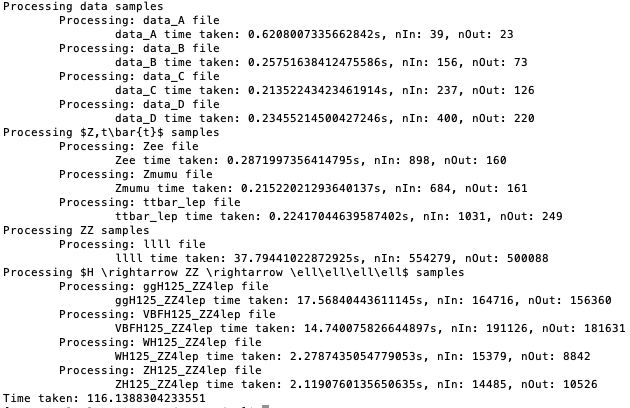 Processing data samples
Processing: data_A file
data_A time taken: 0.6208007335662842s, nIn: 39, nOut: 23
Processing: data_B file
data_B time taken: 0.25751638412475586s, nIn: 156, nOut: 73
Processing: data_C file
data_C time taken: 0.21352243423461914s, nIn: 237, nOut: 126
Processing: data_D file
data_D time taken: 0.23455214500427246s, nIn: 400, nOut: 220
Processing $Z,t\bar{t}$ samples
Processing: Zee file
Zee time taken: 0.2871997356414795s, nIn: 898, nOut: 160
Processing: Zmumu file
Zmumu time taken: 0.21522021293640137s, nIn: 684, nOut: 161
Processing: ttbar_lep file
ttbar_lep time taken: 0.22417044639587402s, nIn: 1031, nOut: 249
Processing ZZ samples
Processing: llll file
llll time taken: 37.79441022872925s, nIn: 554279, nOut: 500088
Processing $H \rightarrow ZZ \rightarrow \ell\ell\ell\ell$ samples
Processing: ggH125_ZZ4lep file
ggH125_ZZ4lep time taken: 17.56840443611145s, nIn: 164716, nOut: 156360
Processing: VBFH125_ZZ4lep file
VBFH125_ZZ4lep time taken: 14.740075826644897s, nIn: 191126, nOut: 181631
Processing: WH125_ZZ4lep file
WH125_ZZ4lep time taken: 2.2787435054779053s, nIn: 15379, nOut: 8842
Processing: ZH125_ZZ4lep file
ZH125_ZZ4lep time taken: 2.1190760135650635s, nIn: 14485, nOut: 10526
Time taken: 116.1388304233551